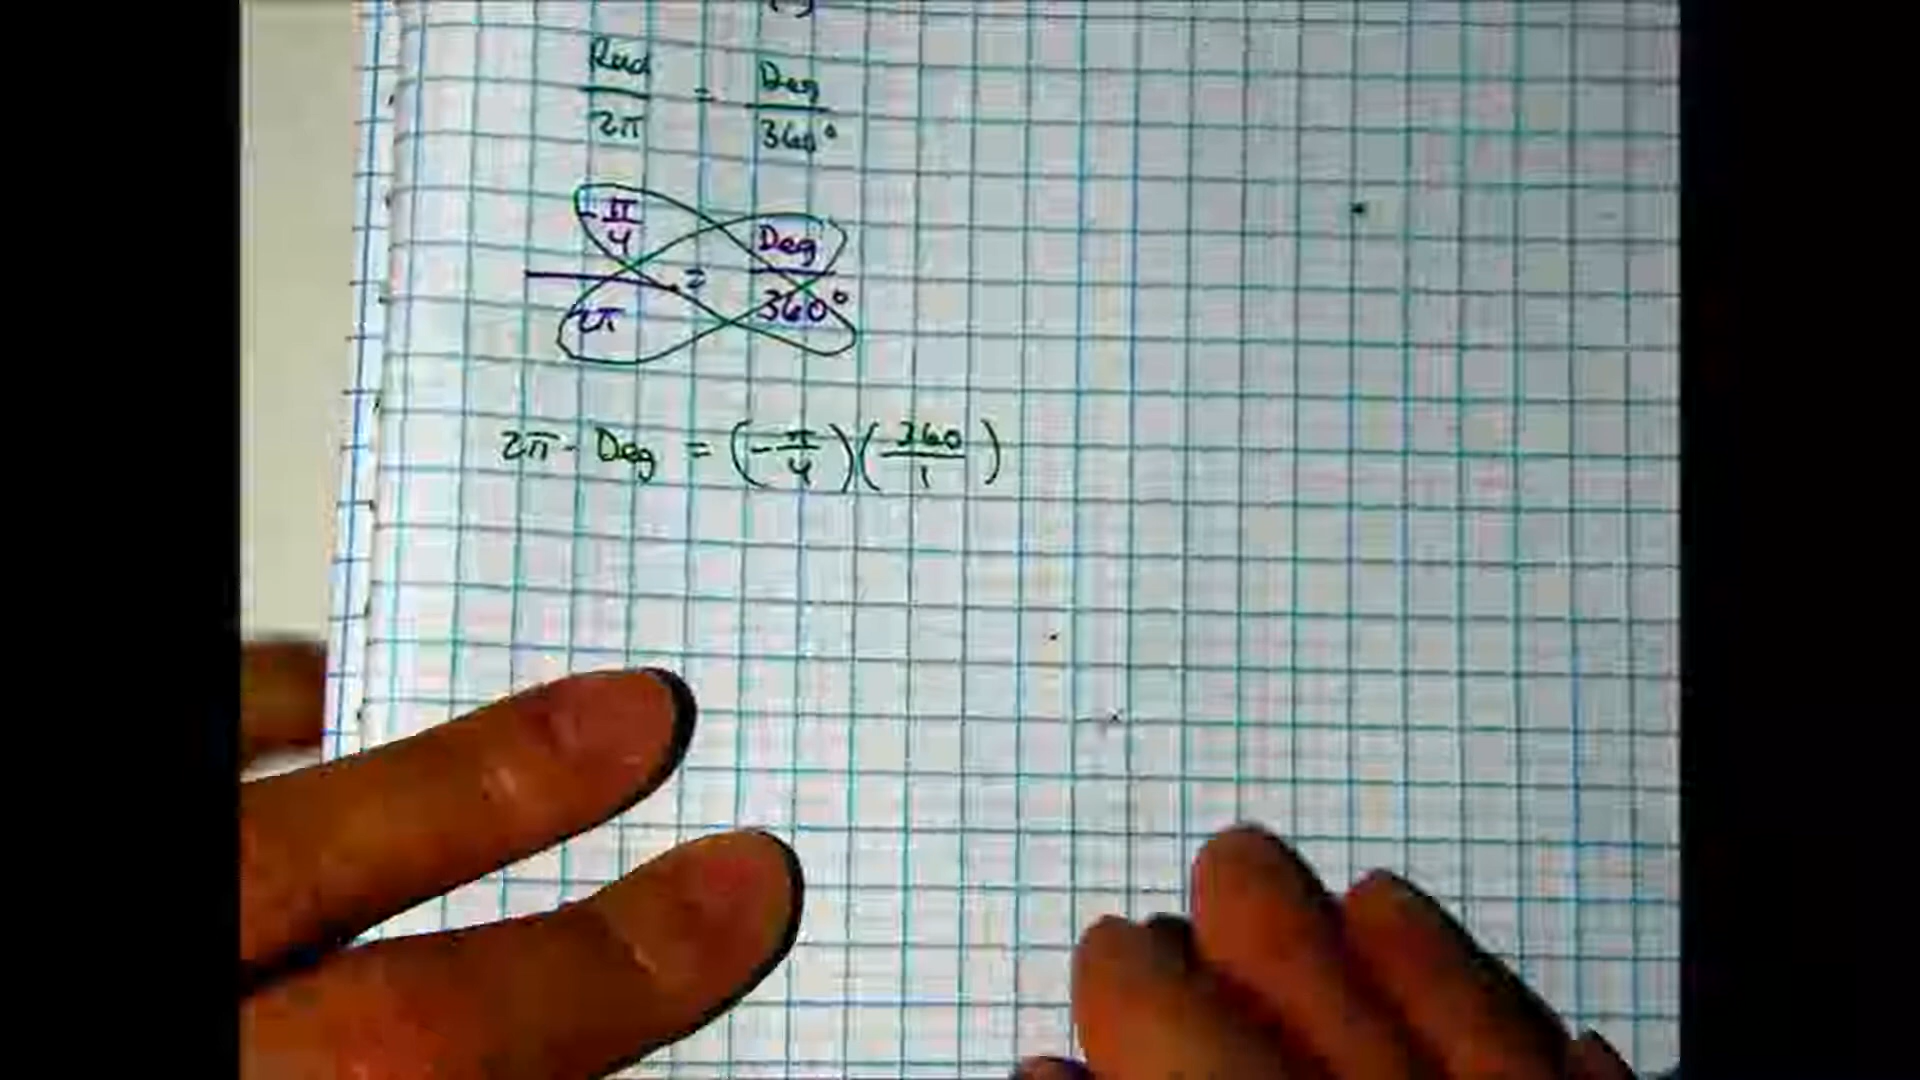 Rad/2π = Deg/360°
-π/4/2π = Deg/360°
2π · Deg = (-π/4)(360/1)